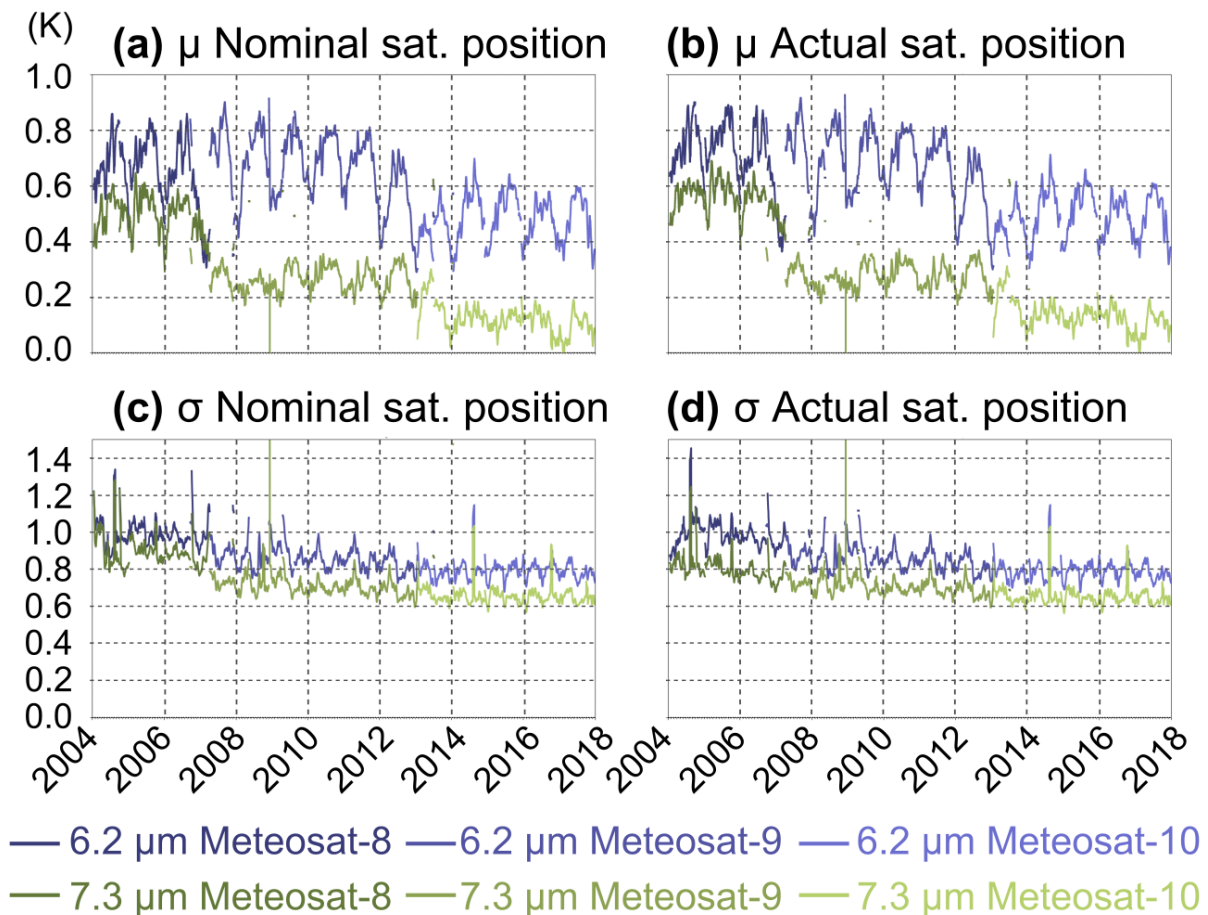 (K)
(a) μ Nominal sat. position
(b) μ Actual sat. position
1.0
0.8
0.6
0.4
0.2
0.0
(c) σ Nominal sat. position
(d) σ Actual sat. position
1.4
1.2
1.0
0.8
0.6
0.4
0.2
0.0
2004 2006 2008 2010 2012 2014 2016 2018
2004 2006 2008 2010 2012 2014 2016 2018
6.2 μm Meteosat-8 6.2 μm Meteosat-9 6.2 μm Meteosat-10
7.3 μm Meteosat-8 7.3 μm Meteosat-9 7.3 μm Meteosat-10